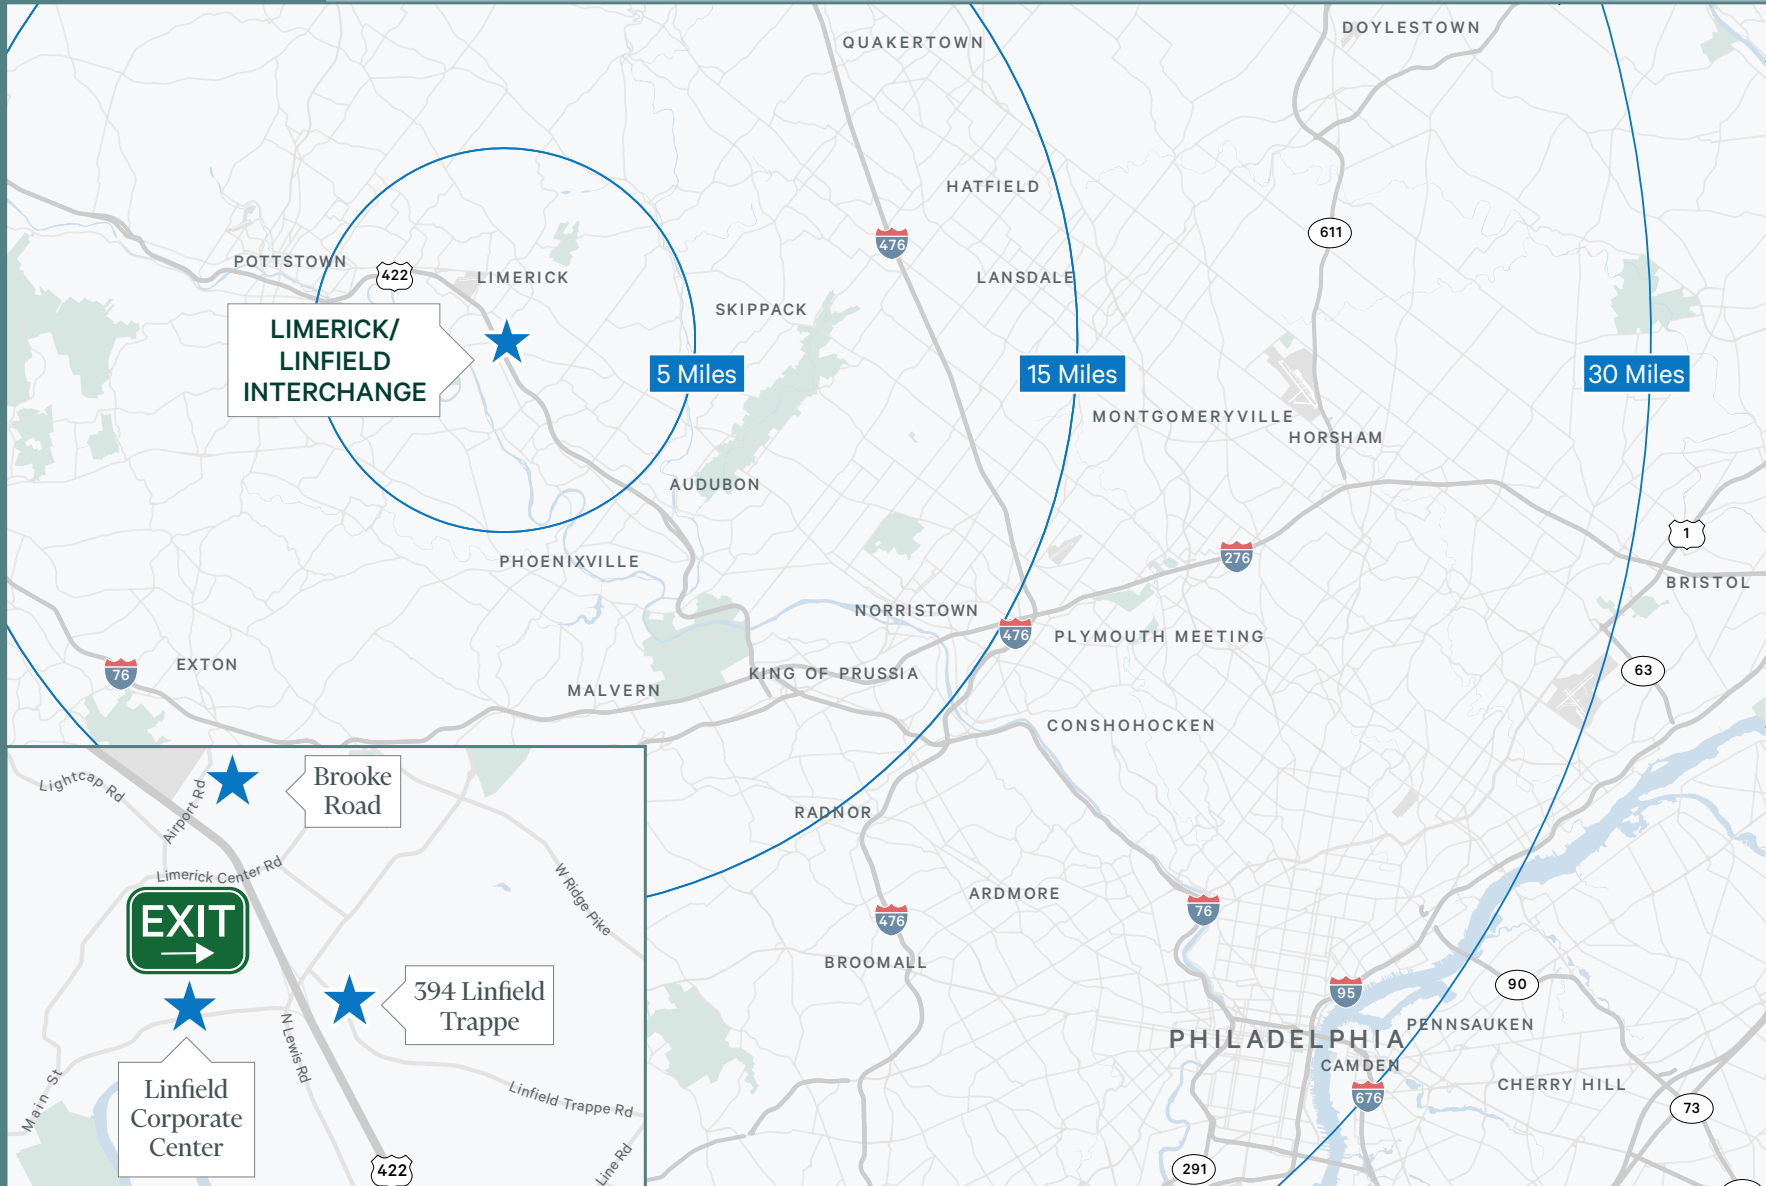 QUAKERTOWN
DOYLESTOWN
HATFIELD
476
611
POTTSTOWN
422
LIMERICK
LANSDALE
SKIPPACK
LIMERICK/
LINFIELD
INTERCHANGE
5 Miles
15 Miles
30 Miles
MONTGOMERYVILLE
HORSHAM
AUDUBON
1
PHOENIXVILLE
276
BRISTOL
NORRISTOWN
476
PLYMOUTH MEETING
EXTON
76
KING OF PRUSSIA
63
MALVERN
CONSHOHOCKEN
RADNOR
ARDMORE
76
476
BROOMALL
95
90
PENNSAUKEN
PHILADELPHIA
CAMDEN
CHERRY HILL
676
73
291
Lightcap Rd
Airport Rd
Brooke
Road
Limerick Center Rd
W Ridge Pike
EXIT
394 Linfield
Trappe
N Lewis Rd
Linfield
Corporate
Center
Main St
Linfield Trappe Rd
Line Rd
422